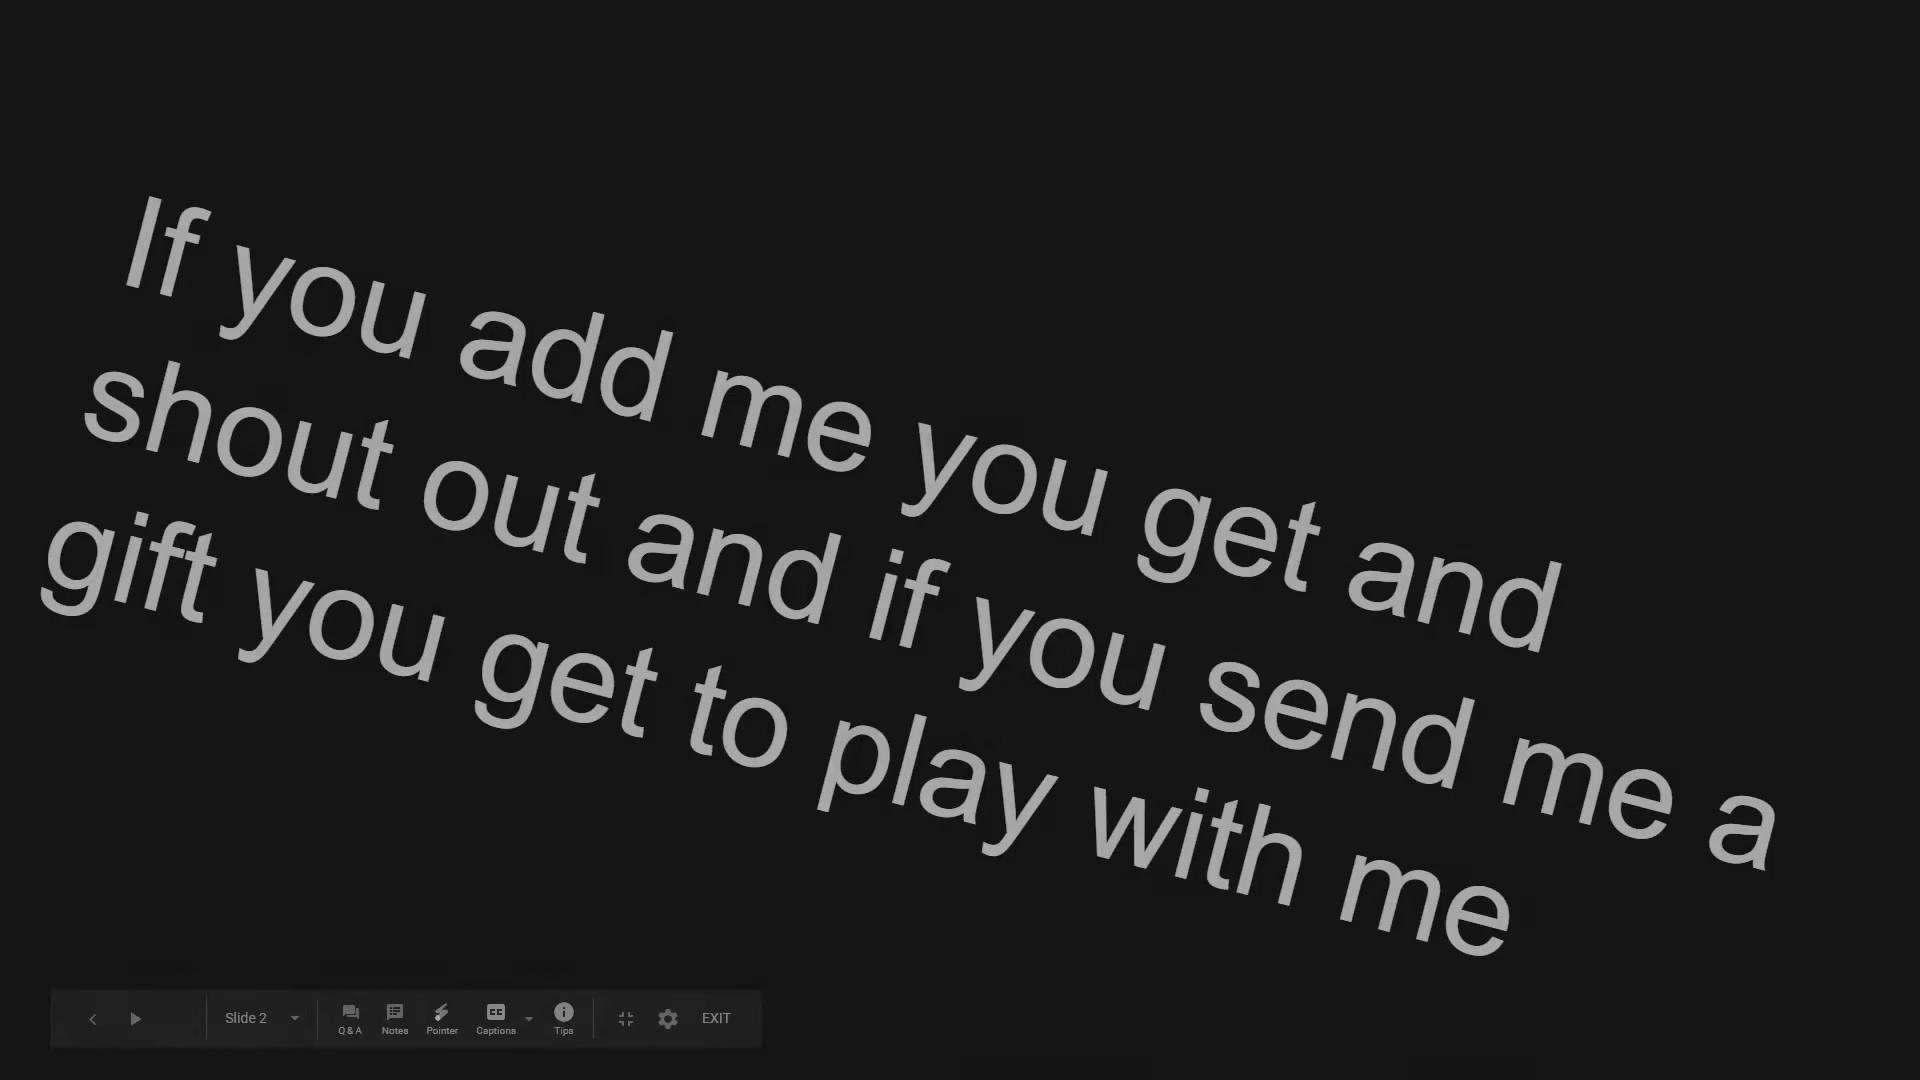 If you add me you get and
shout out and if you send me a
gift you get to play with me
Slide 2
Q & A
Notes
Pointer
CC
Captions
Tips
EXIT